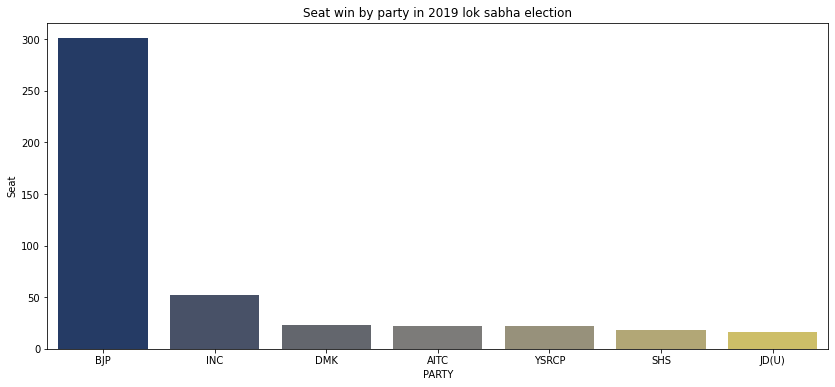 Seat win by party in 2019 lok sabha election
Seat
300
250
200
150
100
50
0
BJP INC DMK AITC YSRCP SHS JD(U)
PARTY